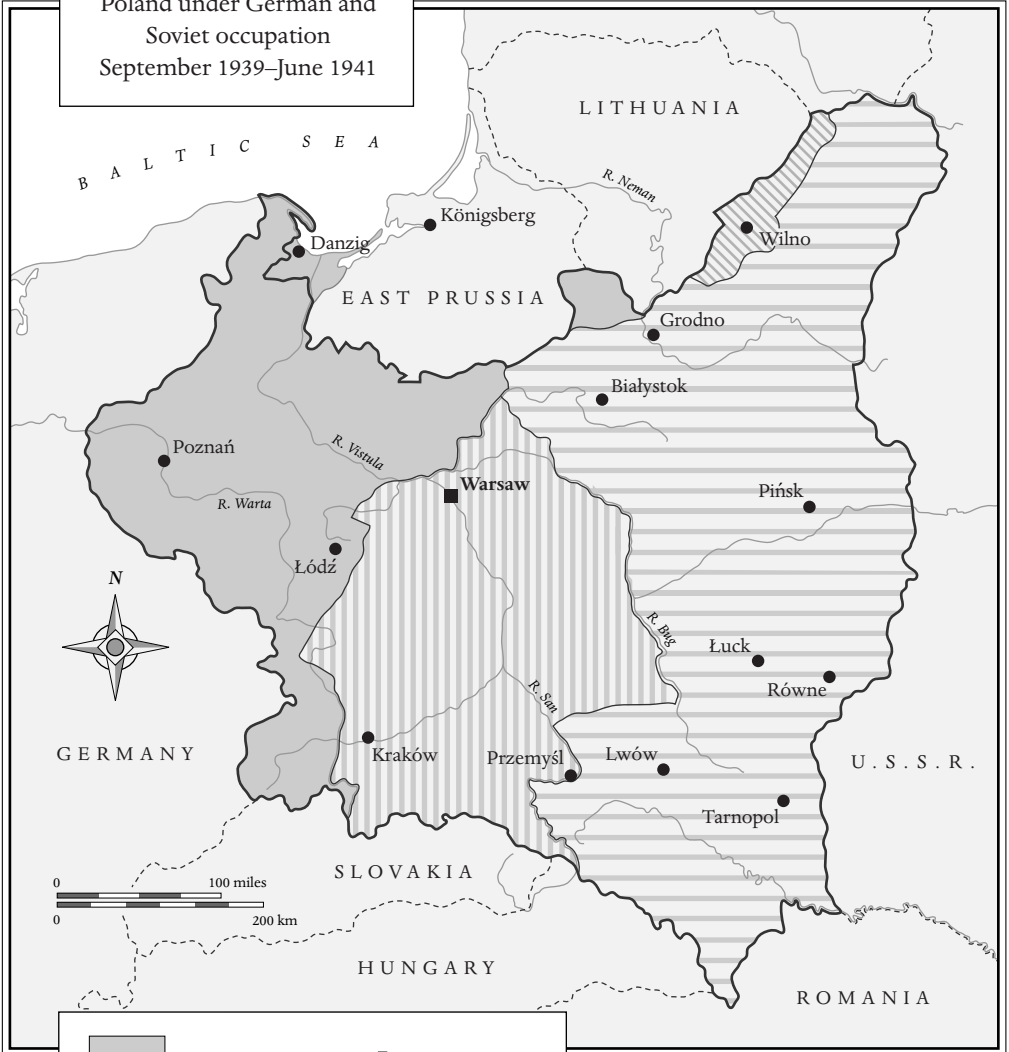 Poland under German and
Soviet occupation
September 1939–June 1941
LITHUANIA
BALTIC SEA
R. Neman
Königsberg
Wilno
Danzig
EAST PRUSSIA
Grodno
Białystok
Poznań
R. Vistula
Warsaw
Pińsk
R. Warta
Łódź
N
R. Bug
Łuck
Równe
R. San
GERMANY
Kraków
Przemyśl
Lwów
U.S.S.R.
Tarnopol
SLOVAKIA
0 100 miles
0 200 km
HUNGARY
ROMANIA